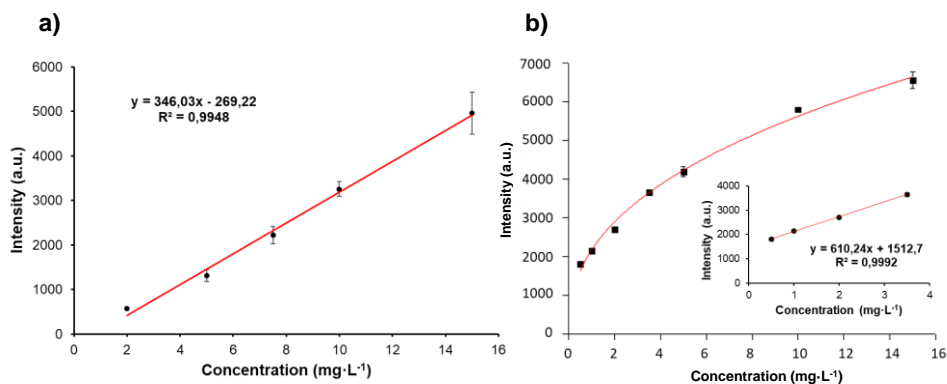 a)
6000
5000
4000
3000
2000
1000
0
Intensity (a.u.)
y = 346,03x - 269,22
R² = 0,9948
0 2 4 6 8 10 12 14 16
Concentration (mg·L⁻¹)
b)
7000
6000
5000
4000
3000
2000
1000
0
Intensity (a.u.)
0 2 4 6 8 10 12 14 16
Concentration (mg·L⁻¹)
4000
3000
2000
1000
0
Intensity (a.u.)
y = 610,24x + 1512,7
R² = 0,9992
0 1 2 3 4
Concentration (mg·L⁻¹)